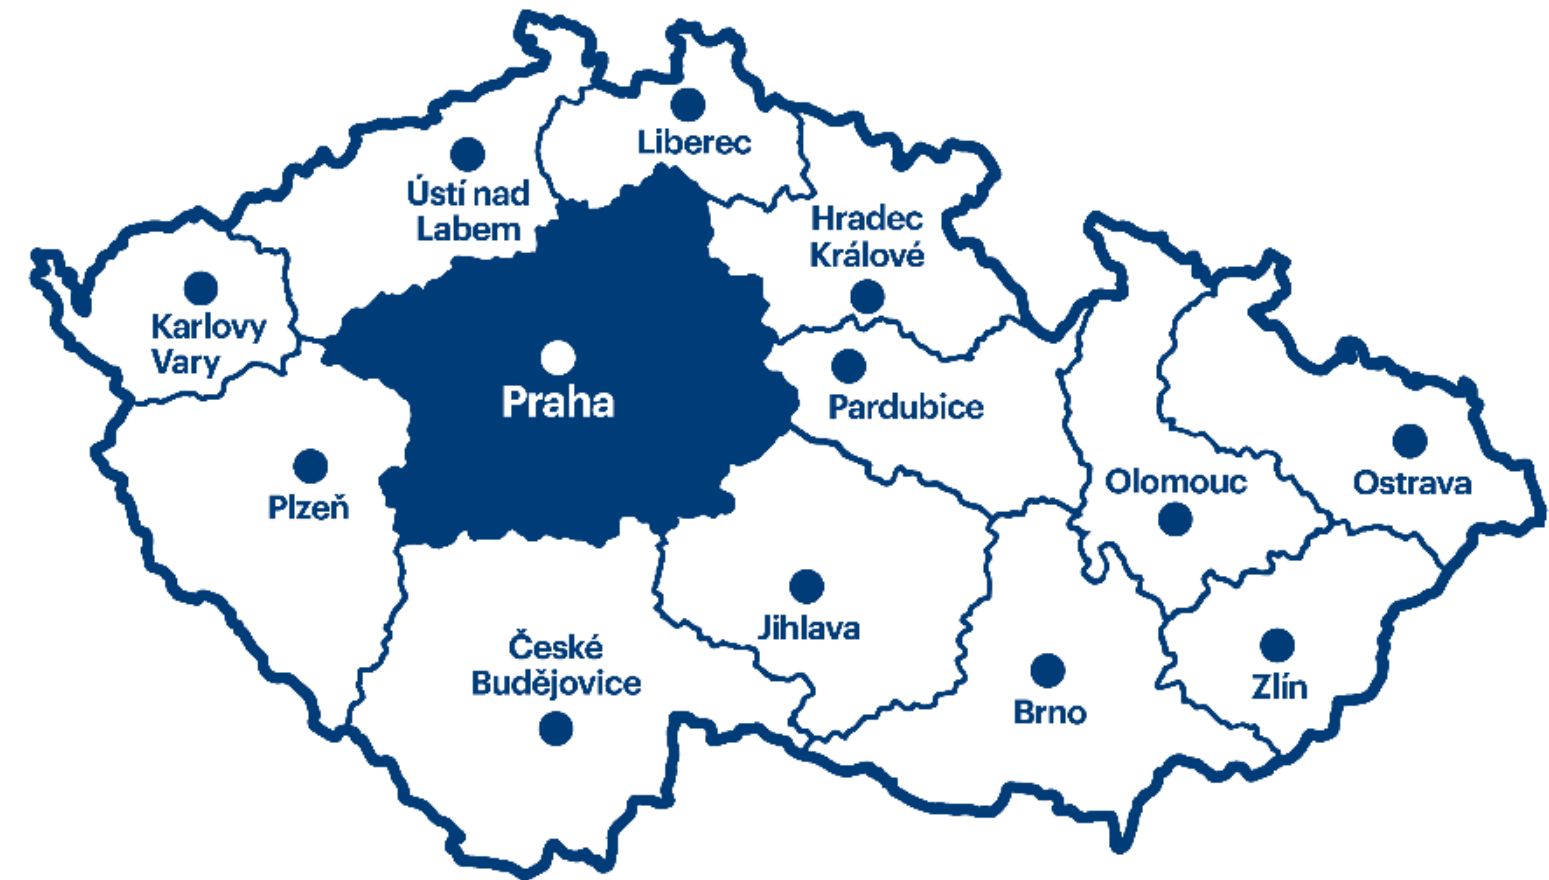 Liberec
Ústí nad
Labem
Hradec
Králové
Karlovy
Vary
Praha
Pardubice
Plzeň
Olomouc
Ostrava
Jihlava
České
Budějovice
Zlín
Brno